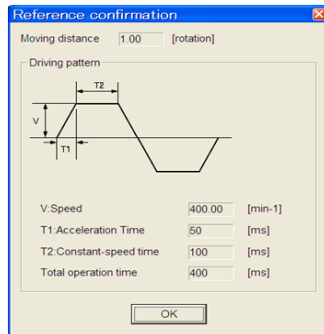 Reference confirmation
Moving distance 1.00 [rotation]
Driving pattern
T2
V
T1
V:Speed 400.00 [min-1]
T1:Acceleration Time 50 [ms]
T2:Constant-speed time 100 [ms]
Total operation time 400 [ms]
OK